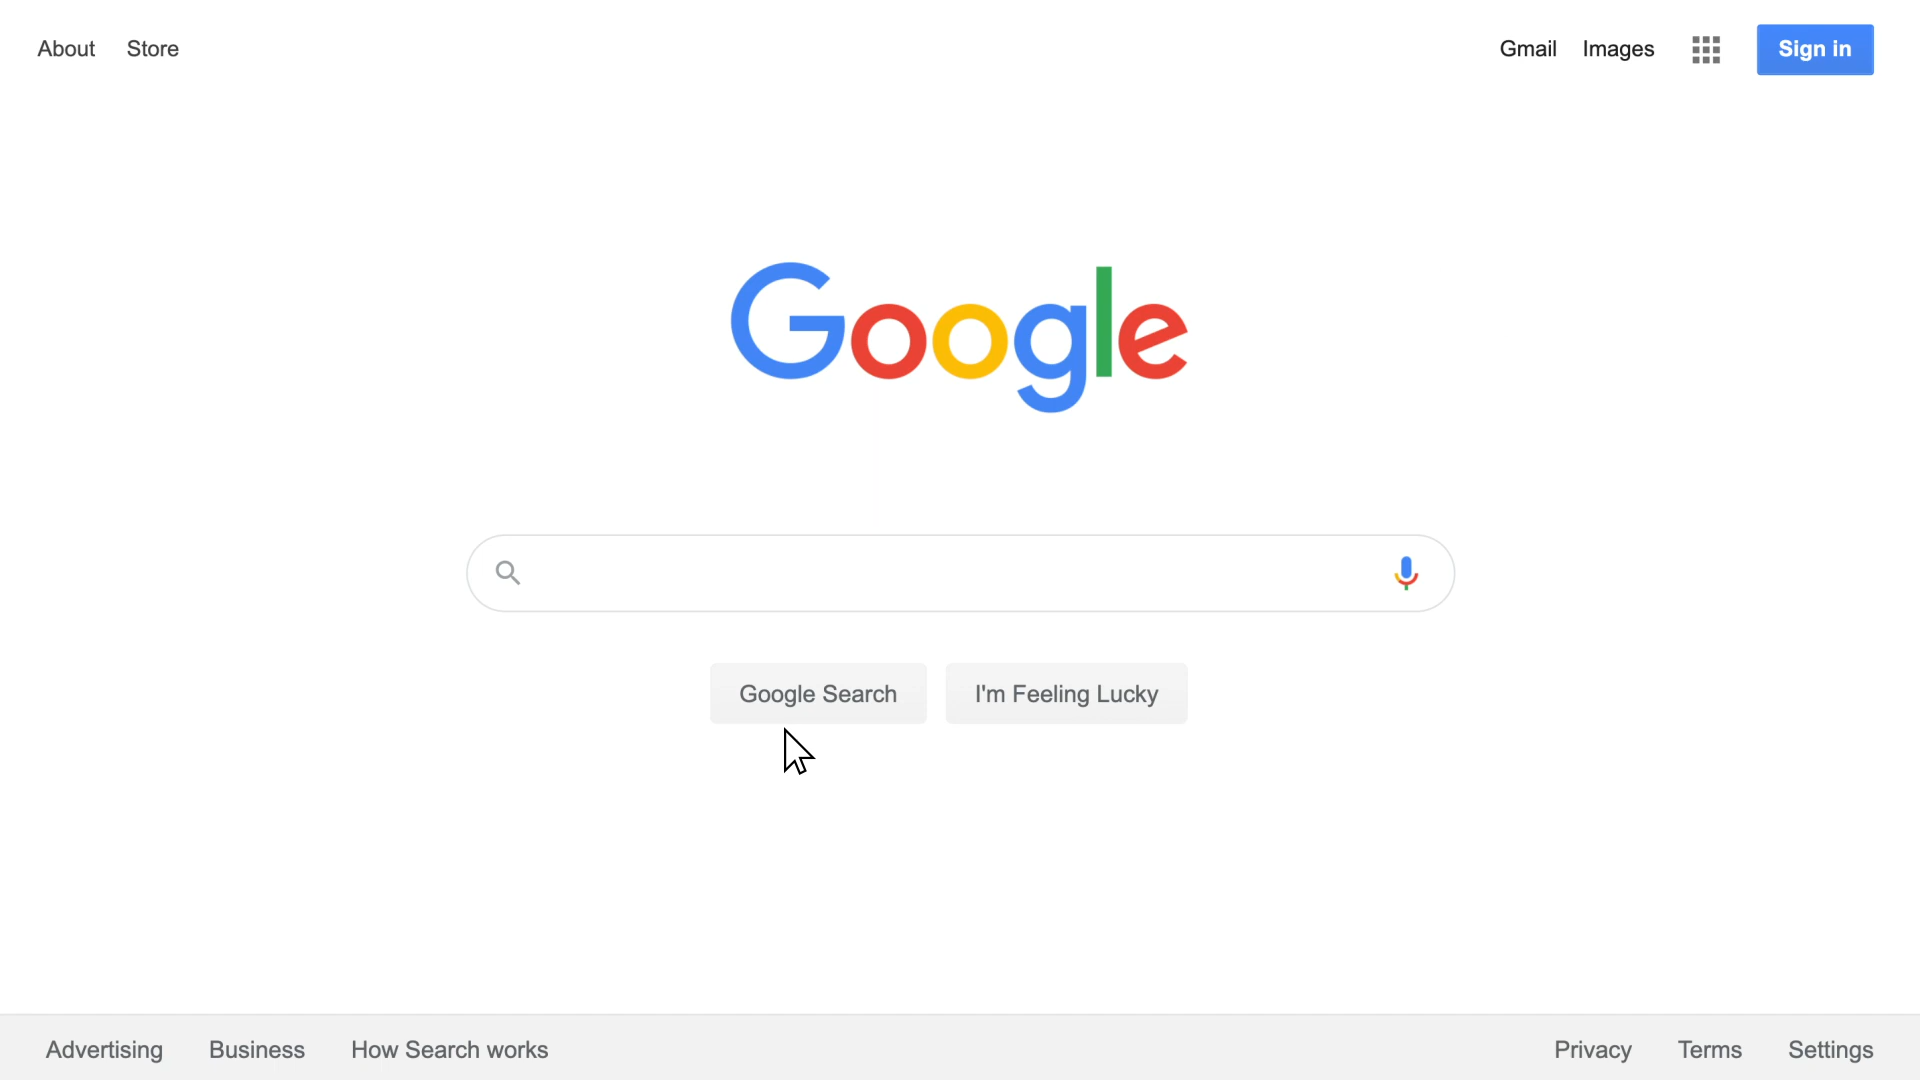 About Store Gmail Images Sign in
Google
Google Search I'm Feeling Lucky
Advertising Business How Search works Privacy Terms Settings